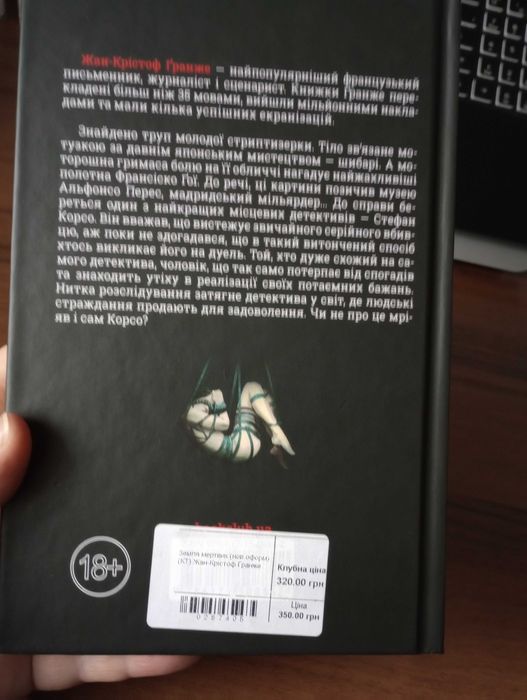 Жан-Крістоф Ґранже – найпопулярніший французький
письменник, журналіст і сценарист. Книжки Ґранже пере-
кладені більш ніж 35 мовами, вийшли мільйонними накла-
дами та мали кілька успішних екранізацій.
Знайдено труп молодої стриптизерки. Тіло зв'язане мо-
тузкою за давнім японським мистецтвом – шибарі. А мо-
торошна гримаса болю на її обличчі нагадує найжахливіші
полотна Франсіско Гої. До речі, ці картини позичив музею
Альфонсо Перес, мадридський мільярдер... До справи бе-
реться один з найкращих місцевих детективів – Стефан
Корсо. Він вважав, що вистежує звичайного серійного вбив-
цю, аж поки не здогадався, що в такий витончений спосіб
хтось викликає його на дуель. Той, хто дуже схожий на са-
мого детектива, чоловік, що так само потерпає від спогадів
та знаходить утіху в реалізації своїх потаємних бажань.
Нитка розслідування затягне детектива у світ, де людські
страждання продають для задоволення. Чи не про це мрі-
яв і сам Корсо?
18+
Земля мертвих (нов.оформ)
(КТ) Жан-Крістоф Гранже
Клубна ціна
320.00 грн
Ціна
350.00 грн